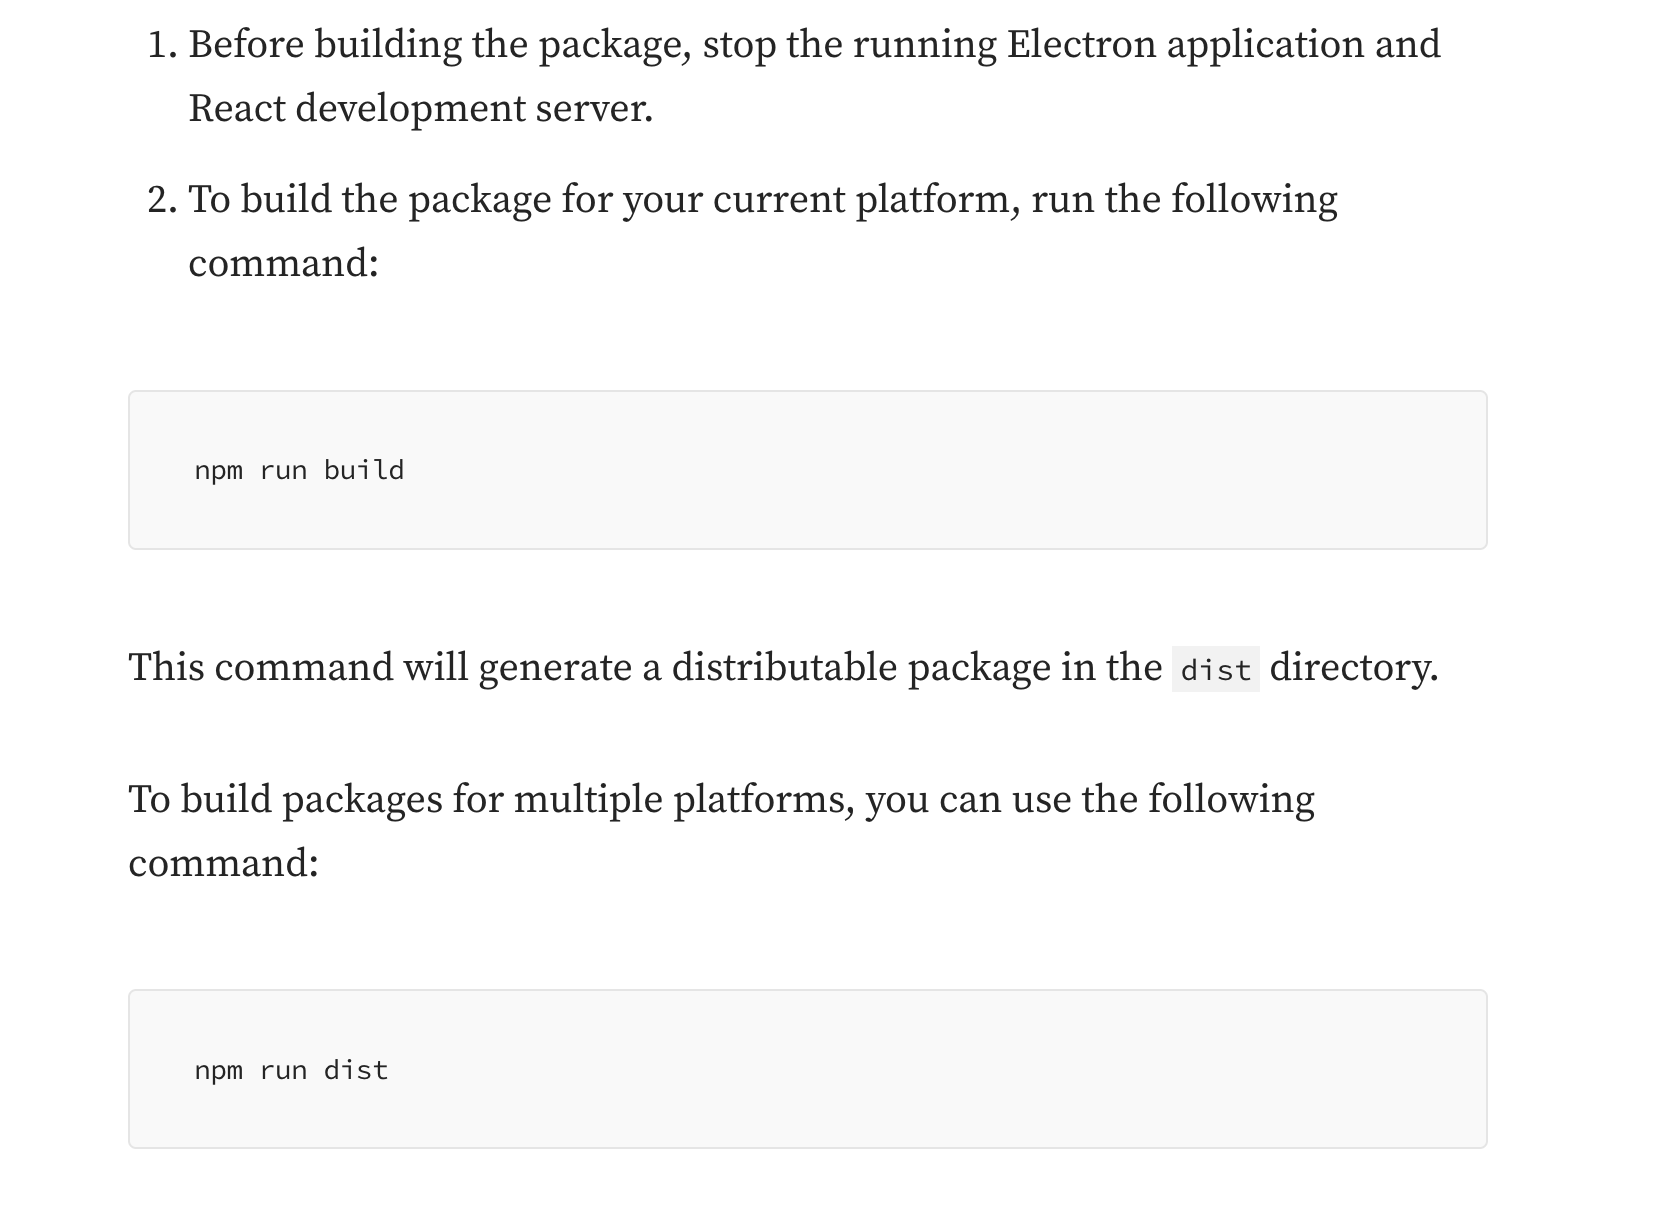 1. Before building the package, stop the running Electron application and
React development server.
2. To build the package for your current platform, run the following
command:
npm run build
This command will generate a distributable package in the dist directory.
To build packages for multiple platforms, you can use the following
command:
npm run dist